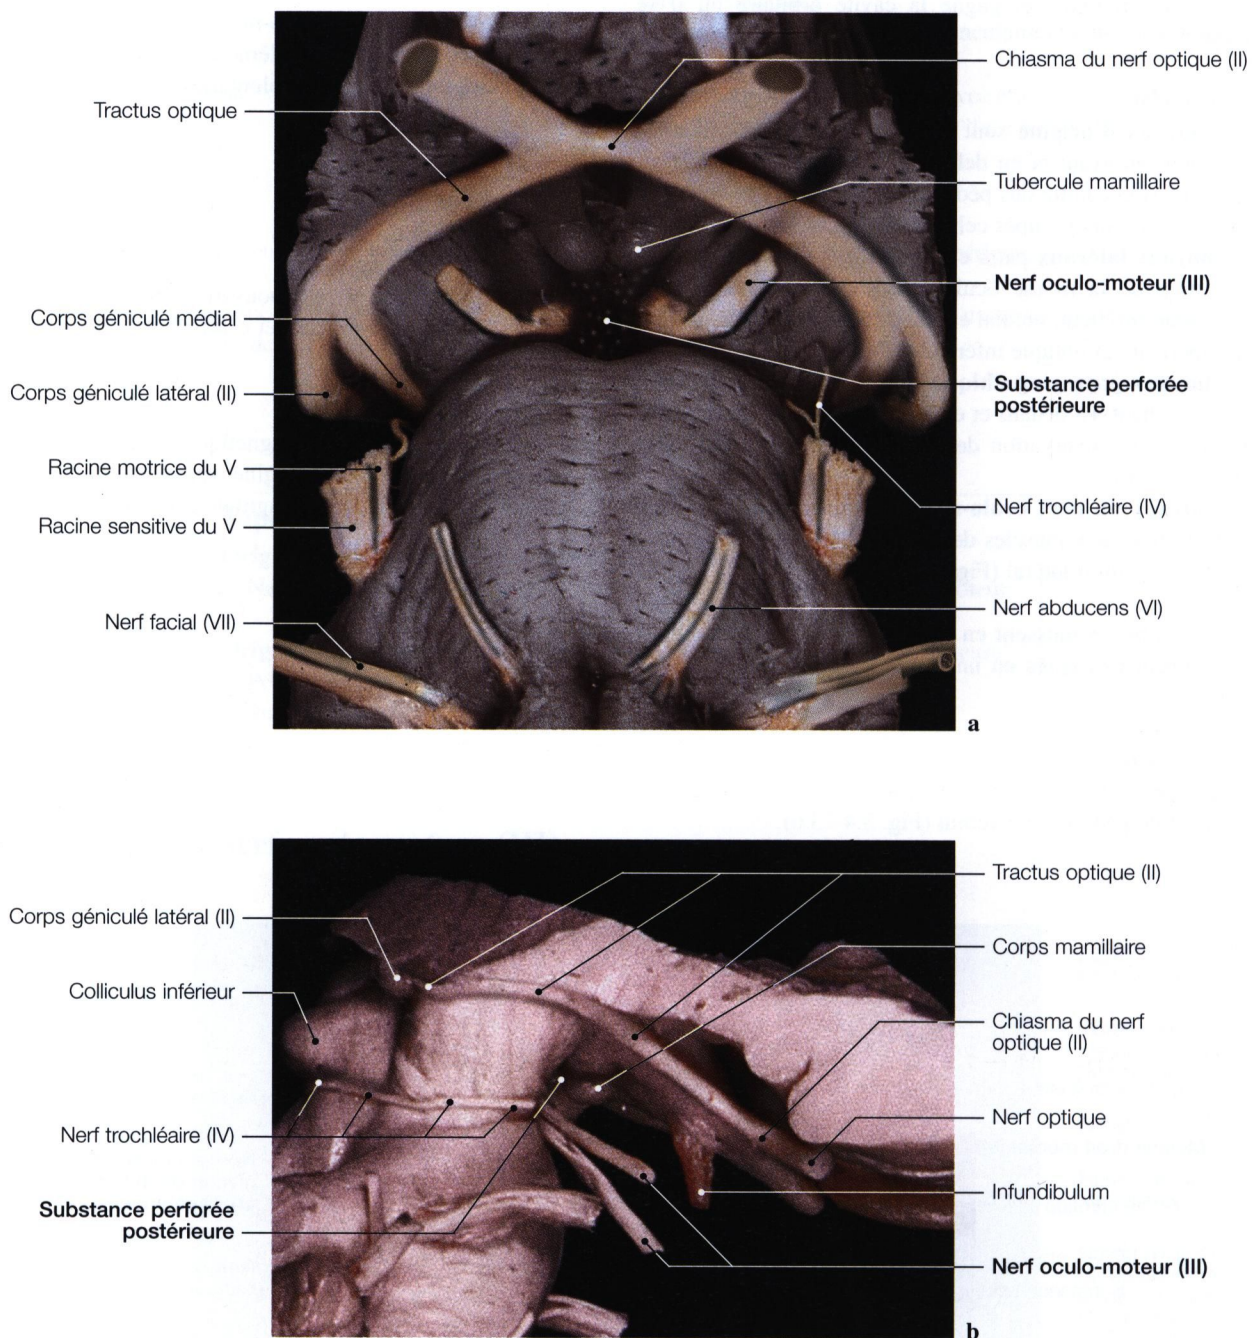 Chiasma du nerf optique (II)
Tractus optique
Tubercule mamillaire
Nerf oculo-moteur (III)
Corps géniculé médial
Corps géniculé latéral (II)
Substance perforée
postérieure
Racine motrice du V
Nerf trochléaire (IV)
Racine sensitive du V
Nerf abducens (VI)
Nerf facial (VII)
a
Tractus optique (II)
Corps géniculé latéral (II)
Corps mamillaire
Colliculus inférieur
Chiasma du nerf
optique (II)
Nerf optique
Nerf trochléaire (IV)
Infundibulum
Substance perforée
postérieure
Nerf oculo-moteur (III)
b